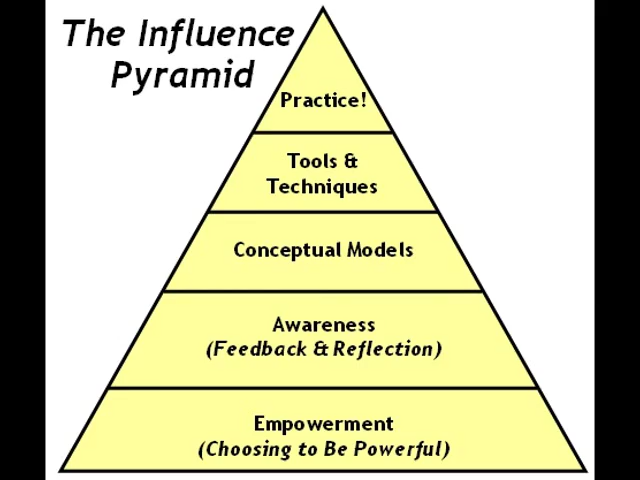 The Influence
Pyramid
Practice!
Tools &
Techniques
Conceptual Models
Awareness
(Feedback & Reflection)
Empowerment
(Choosing to Be Powerful)